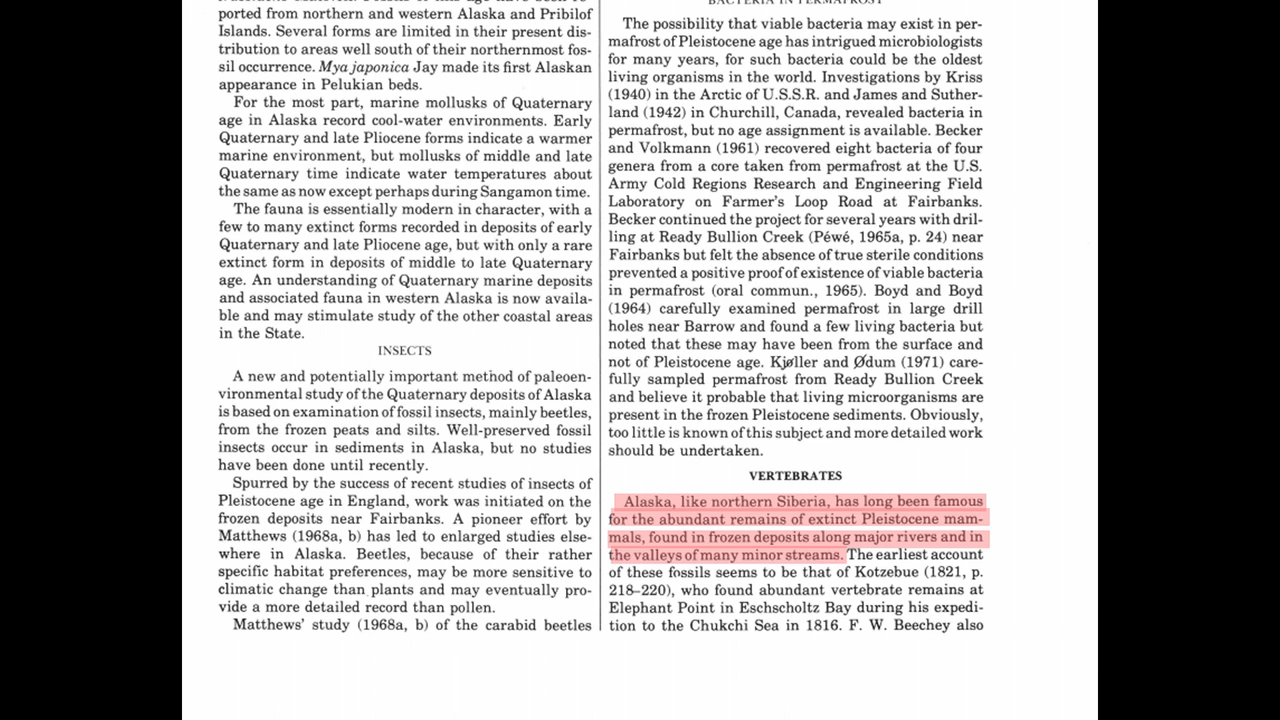 ported from northern and western Alaska and Pribilof
Islands. Several forms are limited in their present dis-
tribution to areas well south of their northernmost fos-
sil occurrence. Mya japonica Jay made its first Alaskan
appearance in Pelukian beds.
For the most part, marine mollusks of Quaternary
age in Alaska record cool-water environments. Early
Quaternary and late Pliocene forms indicate a warmer
marine environment, but mollusks of middle and late
Quaternary time indicate water temperatures about
the same as now except perhaps during Sangamon time.
The fauna is essentially modern in character, with a
few to many extinct forms recorded in deposits of early
Quaternary and late Pliocene age, but with only a rare
extinct form in deposits of middle to late Quaternary
age. An understanding of Quaternary marine deposits
and associated fauna in western Alaska is now availa-
ble and may stimulate study of the other coastal areas
in the State.
INSECTS
A new and potentially important method of paleoen-
vironmental study of the Quaternary deposits of Alaska
is based on examination of fossil insects, mainly beetles,
from the frozen peats and silts. Well-preserved fossil
insects occur in sediments in Alaska, but no studies
have been done until recently.
Spurred by the success of recent studies of insects of
Pleistocene age in England, work was initiated on the
frozen deposits near Fairbanks. A pioneer effort by
Matthews (1968a, b) has led to enlarged studies else-
where in Alaska. Beetles, because of their rather
specific habitat preferences, may be more sensitive to
climatic change than plants and may eventually pro-
vide a more detailed record than pollen.
Matthews' study (1968a, b) of the carabid beetles
BACTERIA IN PERMAFROST
The possibility that viable bacteria may exist in per-
mafrost of Pleistocene age has intrigued microbiologists
for many years, for such bacteria could be the oldest
living organisms in the world. Investigations by Kriss
(1940) in the Arctic of U.S.S.R. and James and Suther-
land (1942) in Churchill, Canada, revealed bacteria in
permafrost, but no age assignment is available. Becker
and Volkmann (1961) recovered eight bacteria of four
genera from a core taken from permafrost at the U.S.
Army Cold Regions Research and Engineering Field
Laboratory on Farmer's Loop Road at Fairbanks.
Becker continued the project for several years with dril-
ling at Ready Bullion Creek (Péwé, 1965a, p. 24) near
Fairbanks but felt the absence of true sterile conditions
prevented a positive proof of existence of viable bacteria
in permafrost (oral commun., 1965). Boyd and Boyd
(1964) carefully examined permafrost in large drill
holes near Barrow and found a few living bacteria but
noted that these may have been from the surface and
not of Pleistocene age. Kjøller and Ødum (1971) care-
fully sampled permafrost from Ready Bullion Creek
and believe it probable that living microorganisms are
present in the frozen Pleistocene sediments. Obviously,
too little is known of this subject and more detailed work
should be undertaken.
VERTEBRATES
Alaska, like northern Siberia, has long been famous
for the abundant remains of extinct Pleistocene mam-
mals, found in frozen deposits along major rivers and in
the valleys of many minor streams. The earliest account
of these fossils seems to be that of Kotzebue (1821, p.
218–220), who found abundant vertebrate remains at
Elephant Point in Eschscholtz Bay during his expedi-
tion to the Chukchi Sea in 1816. F. W. Beechey also